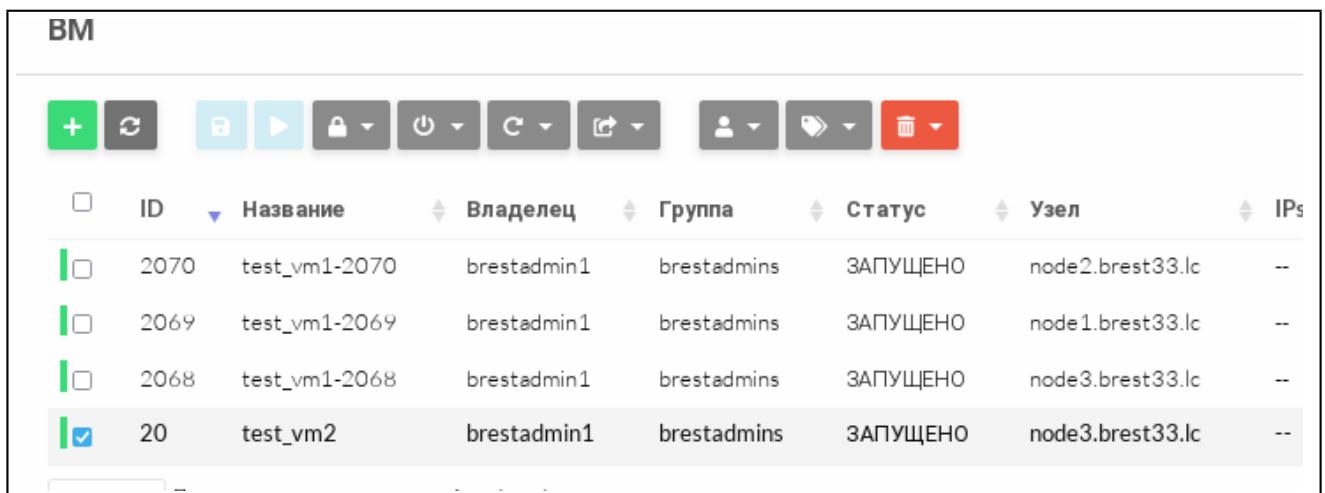 ВМ
ID Название Владелец Группа Статус Узел IPs
2070 test_vm1-2070 brestadmin1 brestadmins ЗАПУЩЕНО node2.brest33.lc --
2069 test_vm1-2069 brestadmin1 brestadmins ЗАПУЩЕНО node1.brest33.lc --
2068 test_vm1-2068 brestadmin1 brestadmins ЗАПУЩЕНО node3.brest33.lc --
20 test_vm2 brestadmin1 brestadmins ЗАПУЩЕНО node3.brest33.lc --